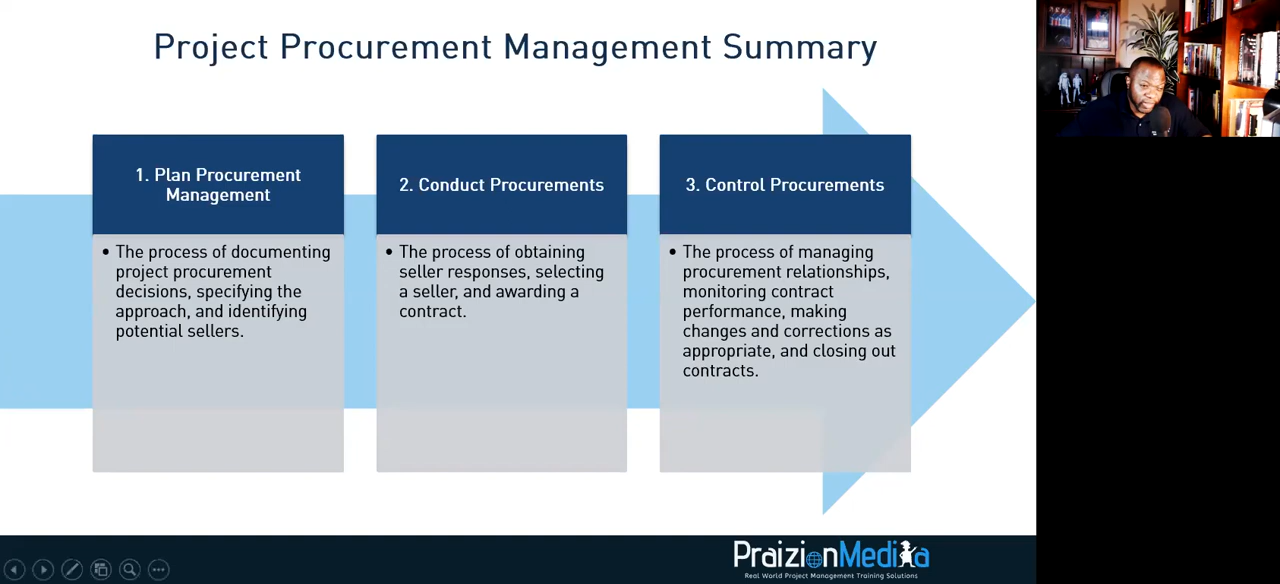 Project Procurement Management Summary
1. Plan Procurement
Management
• The process of documenting
project procurement
decisions, specifying the
approach, and identifying
potential sellers.
2. Conduct Procurements
• The process of obtaining
seller responses, selecting
a seller, and awarding a
contract.
3. Control Procurements
• The process of managing
procurement relationships,
monitoring contract
performance, making
changes and corrections as
appropriate, and closing out
contracts.
PraizionMedia
Real World Project Management Training Solutions